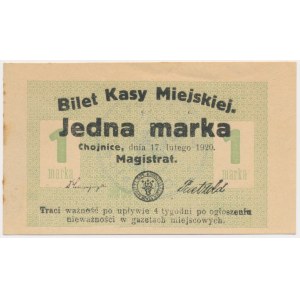 Bilet Kasy Miejskiej.
Jedna marka
Chojnice, dnia 17. lutego 1920.
Magistrat.
1 1
marka marka
Traci ważność po upływie 4 tygodni po ogłoszeniu
nieważności w gazetach miejscowych.